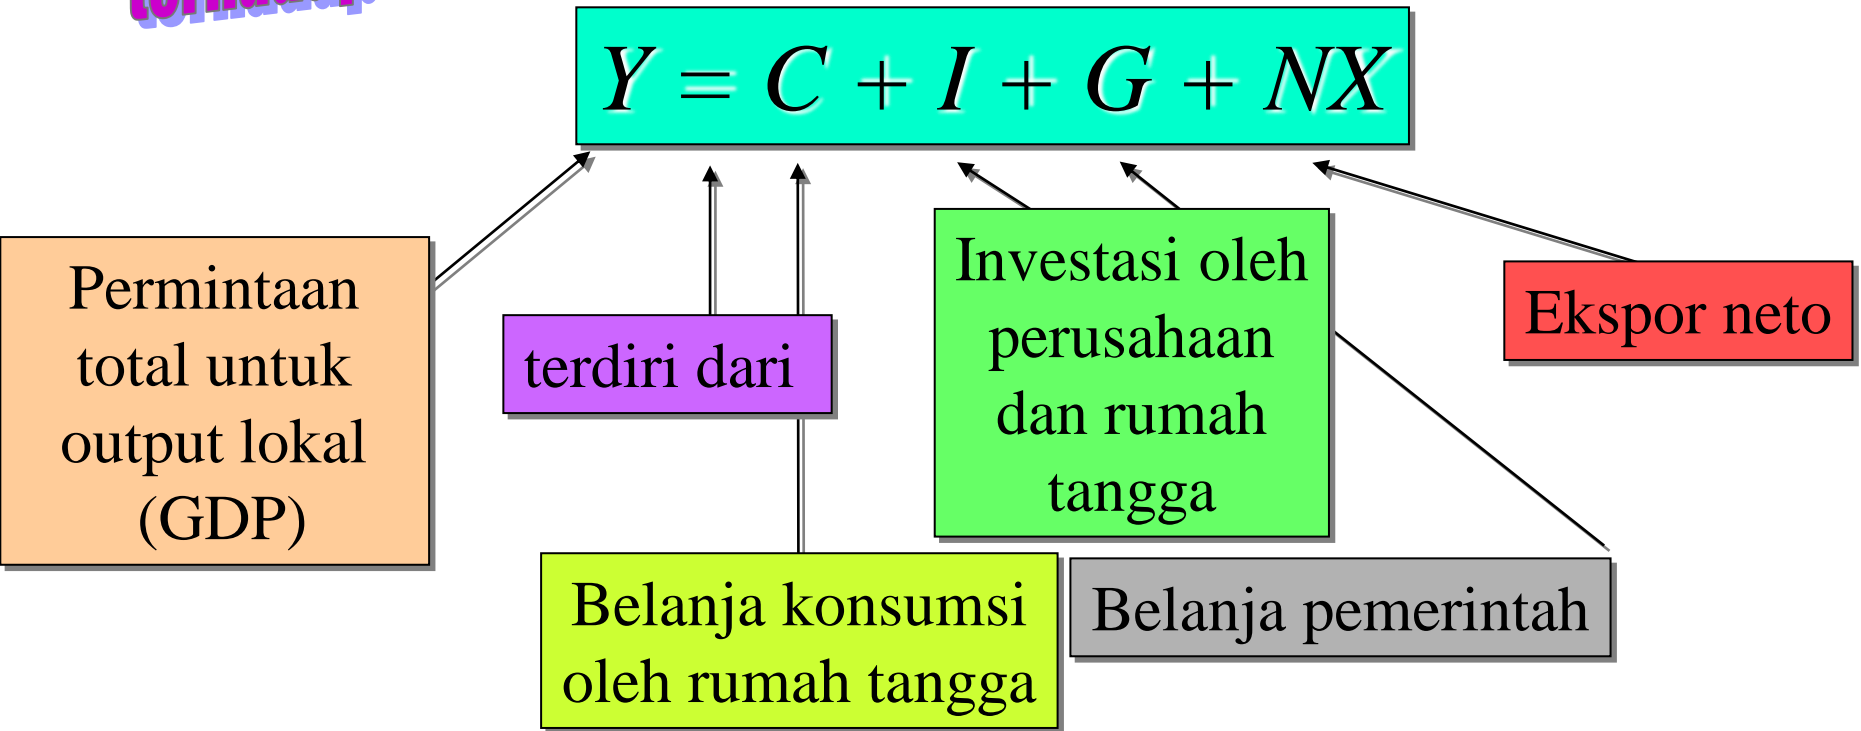 Y = C + I + G + NX
Permintaan
total untuk
output lokal
(GDP)
terdiri dari
Investasi oleh
perusahaan
dan rumah
tangga
Ekspor neto
Belanja konsumsi
oleh rumah tangga
Belanja pemerintah